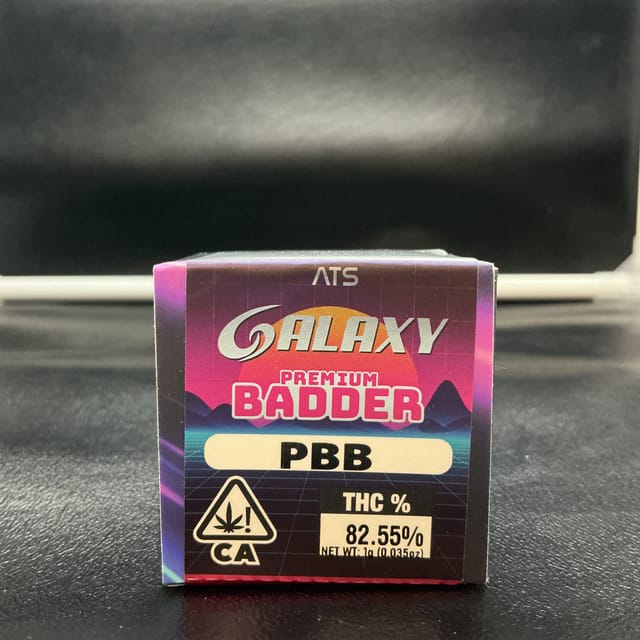 ATS
GALAXY
PREMIUM
BADDER
PBB
THC %
82.55%
NET WT: 1g (0.035oz)
!
CA